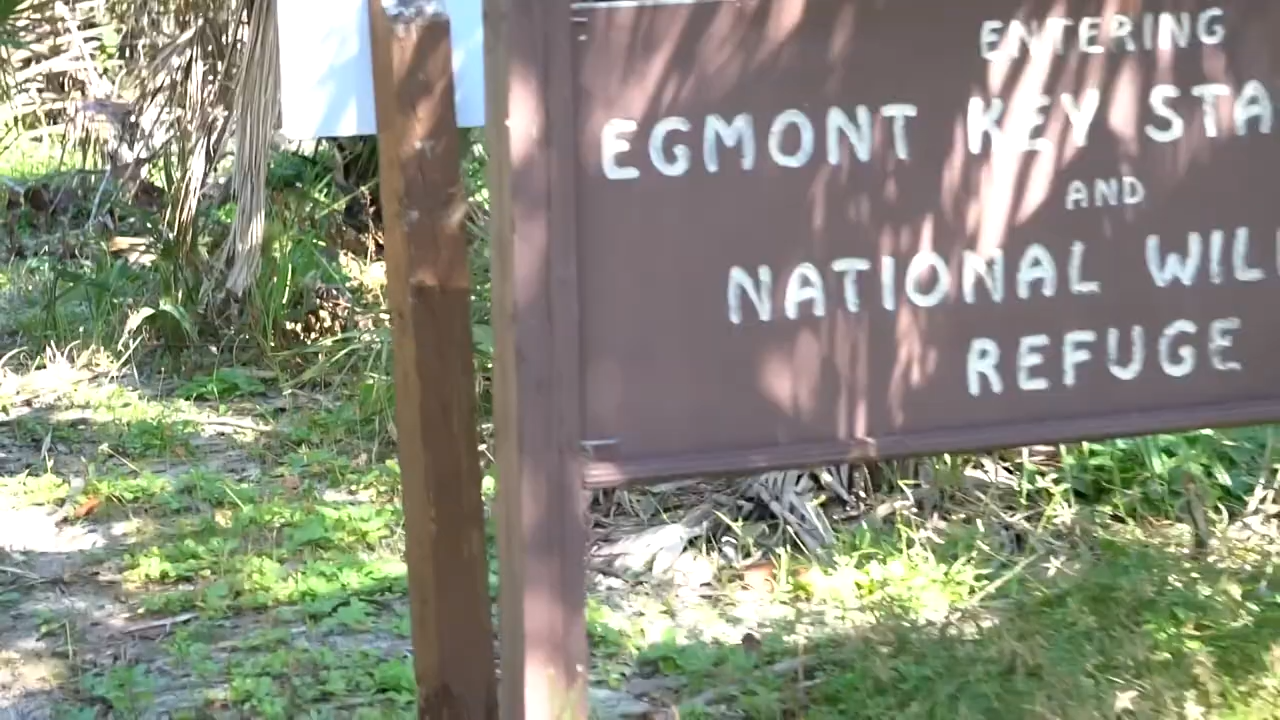 ENTERING
EGMONT KEY STA
AND
NATIONAL WIL
REFUGE